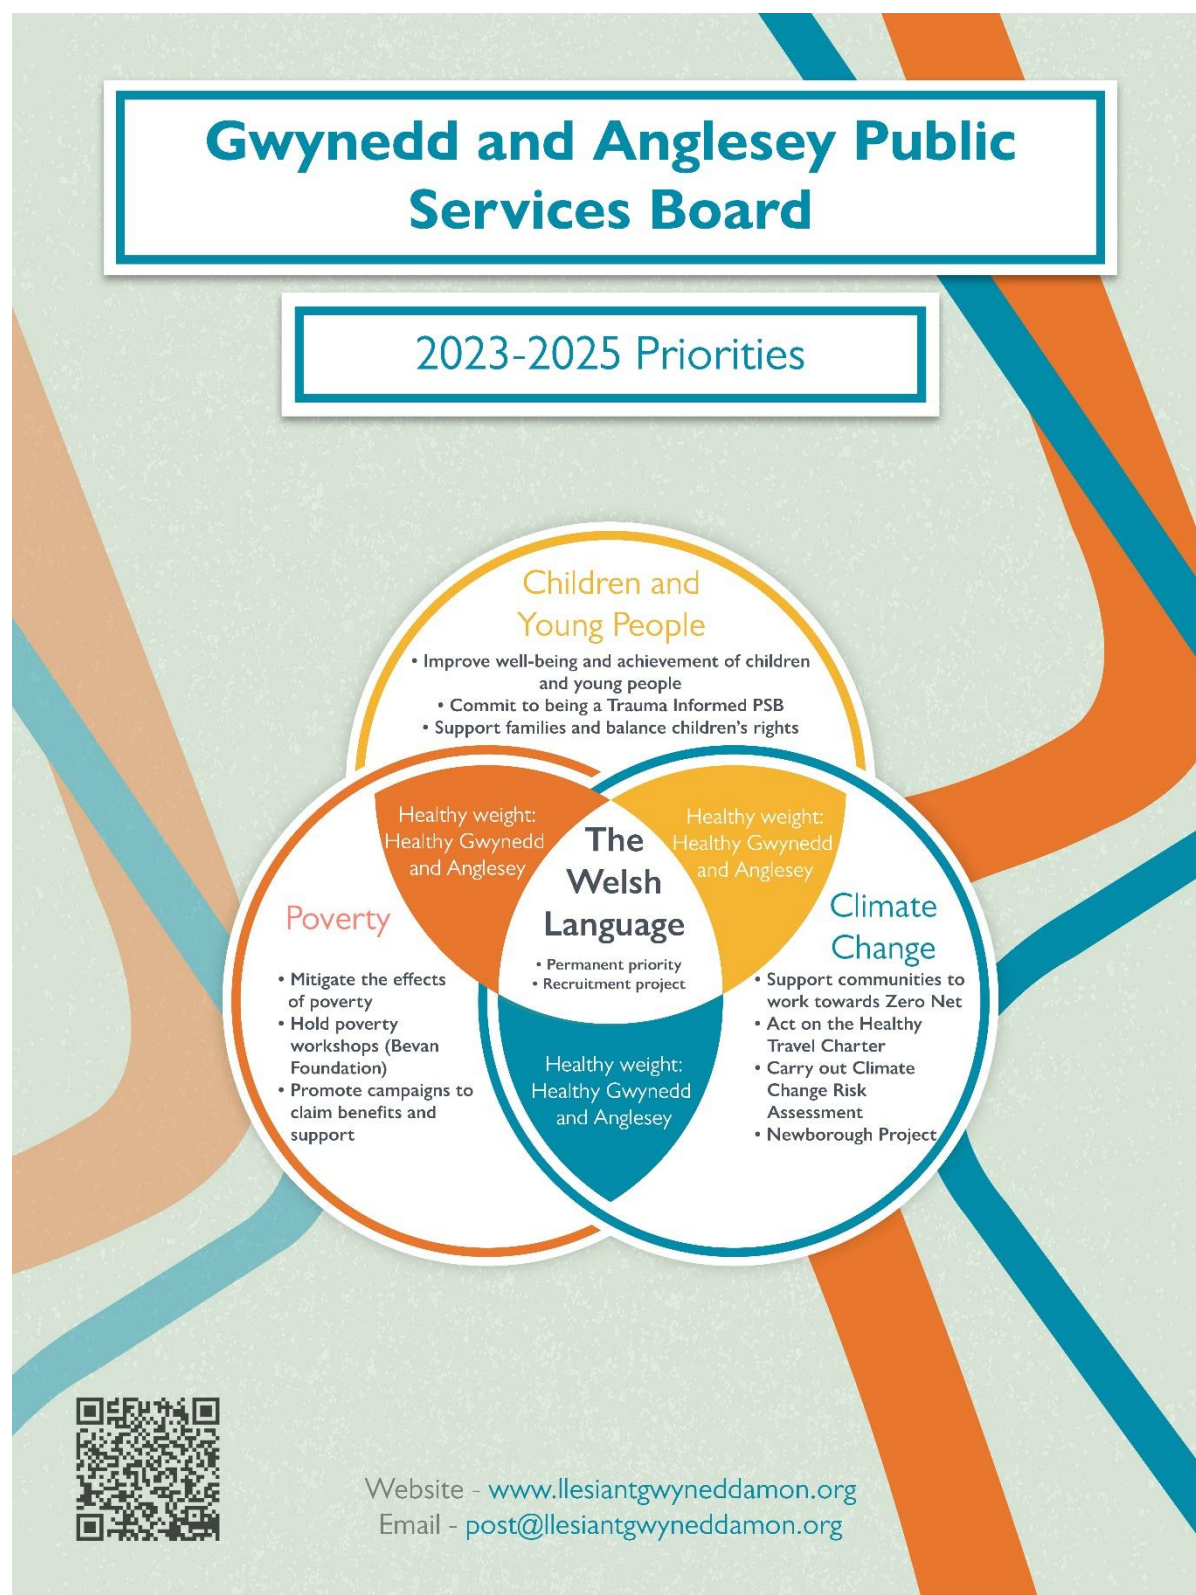 Gwynedd and Anglesey Public
Services Board
2023-2025 Priorities
Children and
Young People
• Improve well-being and achievement of children
and young people
• Commit to being a Trauma Informed PSB
• Support families and balance children's rights
Healthy weight:
Healthy Gwynedd
and Anglesey
The
Welsh
Language
• Permanent priority
• Recruitment project
Healthy weight:
Healthy Gwynedd
and Anglesey
Poverty
• Mitigate the effects
of poverty
• Hold poverty
workshops (Bevan
Foundation)
• Promote campaigns to
claim benefits and
support
Healthy weight:
Healthy Gwynedd
and Anglesey
Climate
Change
• Support communities to
work towards Zero Net
• Act on the Healthy
Travel Charter
• Carry out Climate
Change Risk
Assessment
• Newborough Project
Website - www.llesiantgwyneddamon.org
Email - post@llesiantgwyneddamon.org